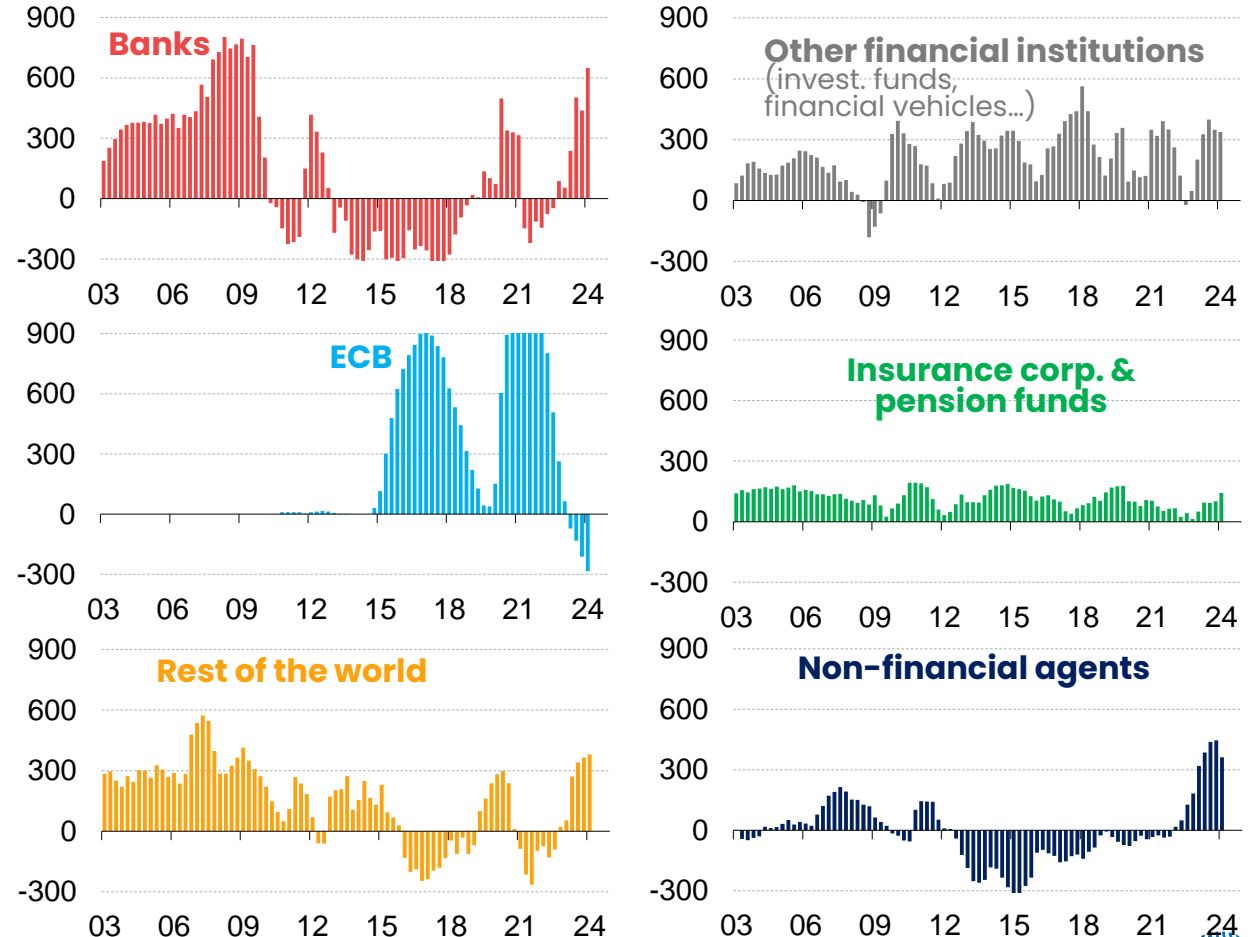 Banks
900
600
300
0
-300
03 06 09 12 15 18 21 24
Other financial institutions
(invest. funds,
financial vehicles...)
900
600
300
0
-300
03 06 09 12 15 18 21 24
ECB
900
600
300
0
-300
03 06 09 12 15 18 21 24
Insurance corp. &
pension funds
900
600
300
0
-300
03 06 09 12 15 18 21 24
Rest of the world
900
600
300
0
-300
03 06 09 12 15 18 21 24
Non-financial agents
900
600
300
0
-300
03 06 09 12 15 18 21 24